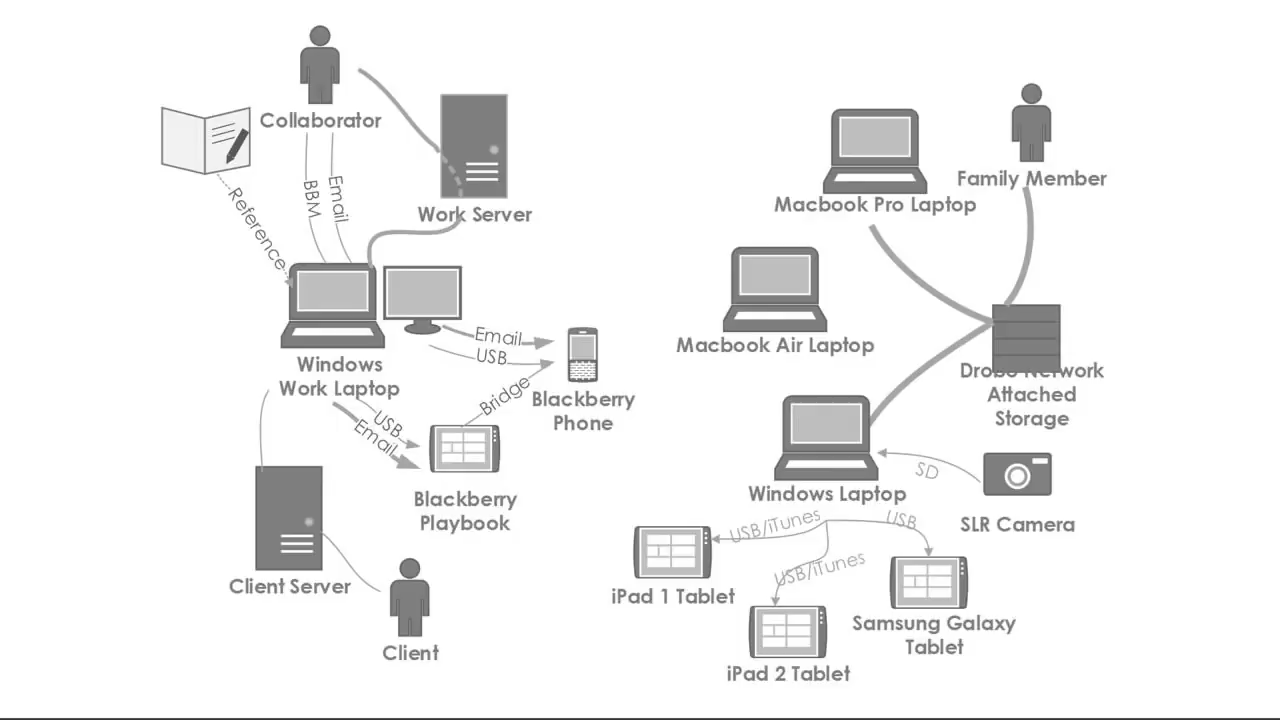 Collaborator
Work Server
BBM
Email
Reference
Windows
Work Laptop
Email
USB
Bridge
Blackberry
Phone
USB
Email
Blackberry
Playbook
Client Server
Client
Macbook Pro Laptop
Family Member
Macbook Air Laptop
Drobo Network
Attached
Storage
Windows Laptop
SD
SLR Camera
USB/iTunes
USB
USB/iTunes
iPad 1 Tablet
iPad 2 Tablet
Samsung Galaxy
Tablet